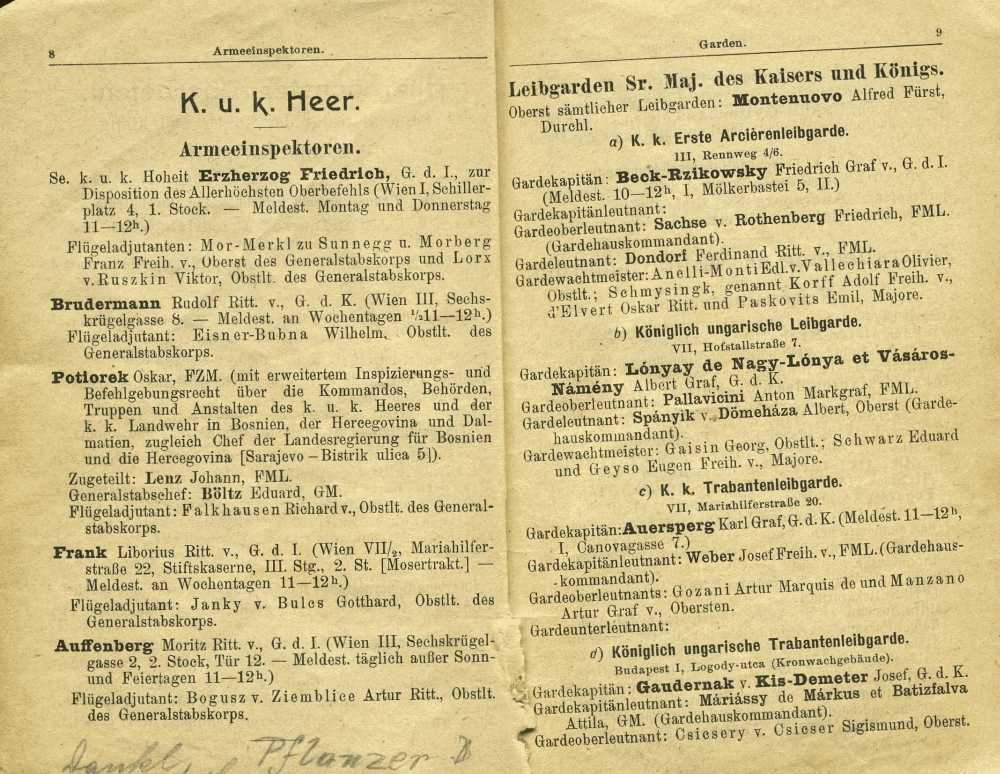 8
Armeeinspektoren.
K. u. k. Heer.
Armeeinspektoren.
Se. k. u. k. Hoheit Erzherzog Friedrich, G. d. I., zur
Disposition des Allerhöchsten Oberbefehls (Wien I, Schiller-
platz 4, 1. Stock. — Meldest. Montag und Donnerstag
11—12h.)
Flügeladjutanten: Mor-Merkl zu Sunnegg u. Morberg
Franz Freih. v., Oberst des Generalstabskorps und Lorx
v. Ruszkin Viktor, Obstlt. des Generalstabskorps.
Brudermann Rudolf Ritt. v., G. d. K. (Wien III, Sechs-
krügelgasse 8. — Meldest. an Wochentagen ½11—12h.)
Flügeladjutant: Eisner-Bubna Wilhelm, Obstlt. des
Generalstabskorps.
Potiorek Oskar, FZM. (mit erweitertem Inspizierungs- und
Befehlgebungsrecht über die Kommandos, Behörden,
Truppen und Anstalten des k. u. k. Heeres und der
k. k. Landwehr in Bosnien, der Hercegovina und Dal-
matien, zugleich Chef der Landesregierung für Bosnien
und die Hercegovina [Sarajevo – Bistrik ulica 5]).
Zugeteilt: Lenz Johann, FML.
Generalstabschef: Böltz Eduard, GM.
Flügeladjutant: Falkhausen Richard v., Obstlt. des General-
stabskorps.
Frank Liborius Ritt. v., G. d. I. (Wien VII/2, Mariahilfer-
straße 22, Stiftskaserne, III. Stg., 2. St. [Mosertrakt.] —
Meldest. an Wochentagen 11—12h.)
Flügeladjutant: Janky v. Bules Gotthard, Obstlt. des
Generalstabskorps.
Auffenberg Moritz Ritt. v., G. d. I. (Wien III, Sechskrügel-
gasse 2, 2. Stock, Tür 12. — Meldest. täglich außer Sonn-
und Feiertagen 11—12h.)
Flügeladjutant: Bogusz v. Ziemblice Artur Ritt., Obstlt.
des Generalstabskorps.
Dankl, Pflanzer B
Garden.
9
Leibgarden Sr. Maj. des Kaisers und Königs.
Oberst sämtlicher Leibgarden: Montenuovo Alfred Fürst,
Durchl.
a) K. k. Erste Arcièrenleibgarde.
III, Rennweg 4/6.
Gardekapitän: Beck-Rzikowsky Friedrich Graf v., G. d. I.
(Meldest. 10—12h, I, Mölkerbastei 5, II.)
Gardekapitänleutnant:
Gardeoberleutnant: Sachse v. Rothenberg Friedrich, FML.
(Gardehauskommandant).
Gardeleutnant: Dondorf Ferdinand Ritt. v., FML.
Gardewachtmeister: Anelli-Monti Edl. v. Vallechiara Olivier,
Obstlt.; Schmysingk, genannt Korff Adolf Freih. v.,
d'Elvert Oskar Ritt. und Paskovits Emil, Majore.
b) Königlich ungarische Leibgarde.
VII, Hofstallstraße 7.
Gardekapitän: Lónyay de Nagy-Lónya et Vásáros-
Námény Albert Graf, G. d. K.
Gardeoberleutnant: Pallavicini Anton Markgraf, FML.
Gardeleutnant: Spányik v. Dömeháza Albert, Oberst (Garde-
hauskommandant).
Gardewachtmeister: Gaisin Georg, Obstlt.; Schwarz Eduard
und Geyso Eugen Freih. v., Majore.
c) K. k. Trabantenleibgarde.
VII, Mariahilferstraße 20.
Gardekapitän: Auersperg Karl Graf, G. d. K. (Meldest. 11—12h,
I, Canovagasse 7.)
Gardekapitänleutnant: Weber Josef Freih. v., FML. (Gardehaus-
kommandant).
Gardeoberleutnants: Gozani Artur Marquis de und Manzano
Artur Graf v., Obersten.
Gardeunterleutnant:
d) Königlich ungarische Trabantenleibgarde.
Budapest I, Logody-utca (Kronwachgebäude).
Gardekapitän: Gaudernak v. Kis-Demeter Josef, G. d. K.
Gardekapitänleutnant: Máriássy de Márkus et Batizfalva
Attila, GM. (Gardehauskommandant).
Gardeoberleutnant: Csicsery v. Csicser Sigismund, Oberst.